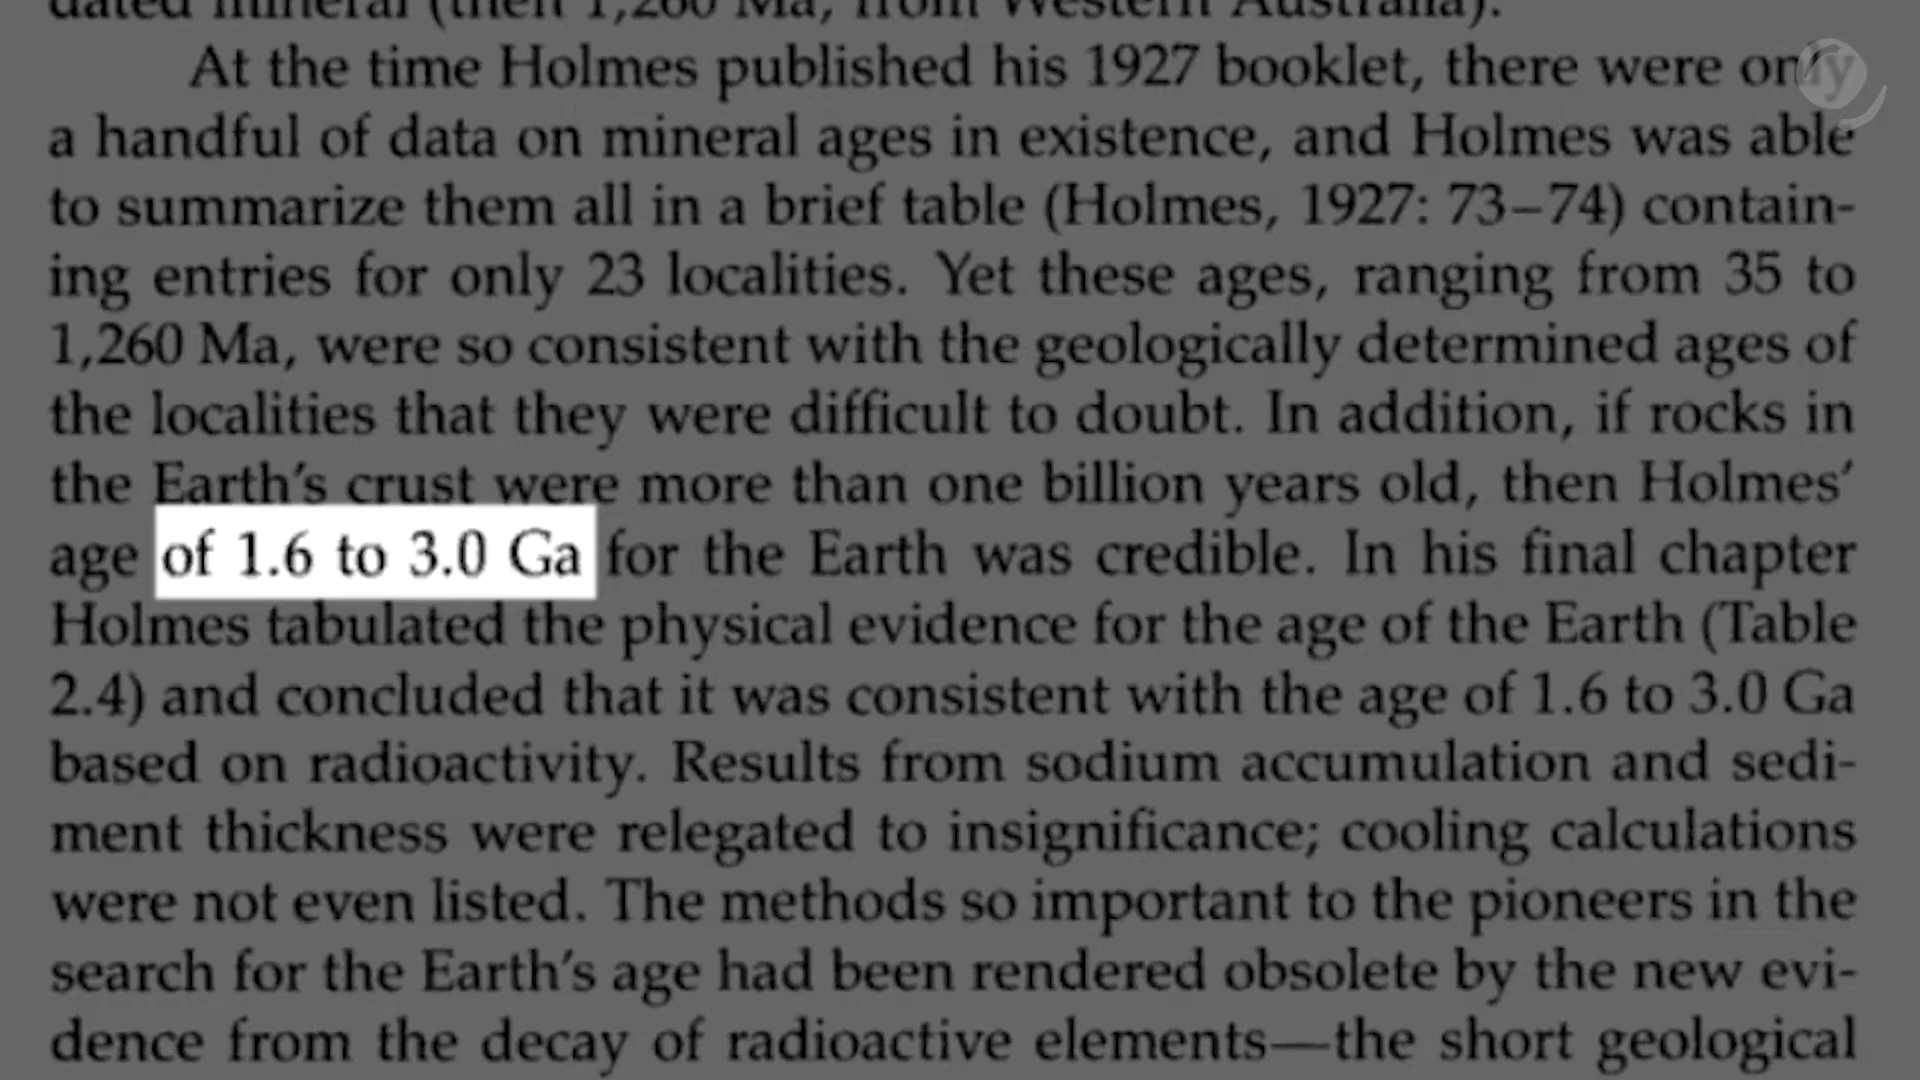 dated mineral (then 1,260 Ma, from Western Australia).
At the time Holmes published his 1927 booklet, there were only
a handful of data on mineral ages in existence, and Holmes was able
to summarize them all in a brief table (Holmes, 1927: 73–74) contain-
ing entries for only 23 localities. Yet these ages, ranging from 35 to
1,260 Ma, were so consistent with the geologically determined ages of
the localities that they were difficult to doubt. In addition, if rocks in
the Earth's crust were more than one billion years old, then Holmes'
age of 1.6 to 3.0 Ga for the Earth was credible. In his final chapter
Holmes tabulated the physical evidence for the age of the Earth (Table
2.4) and concluded that it was consistent with the age of 1.6 to 3.0 Ga
based on radioactivity. Results from sodium accumulation and sedi-
ment thickness were relegated to insignificance; cooling calculations
were not even listed. The methods so important to the pioneers in the
search for the Earth's age had been rendered obsolete by the new evi-
dence from the decay of radioactive elements—the short geological